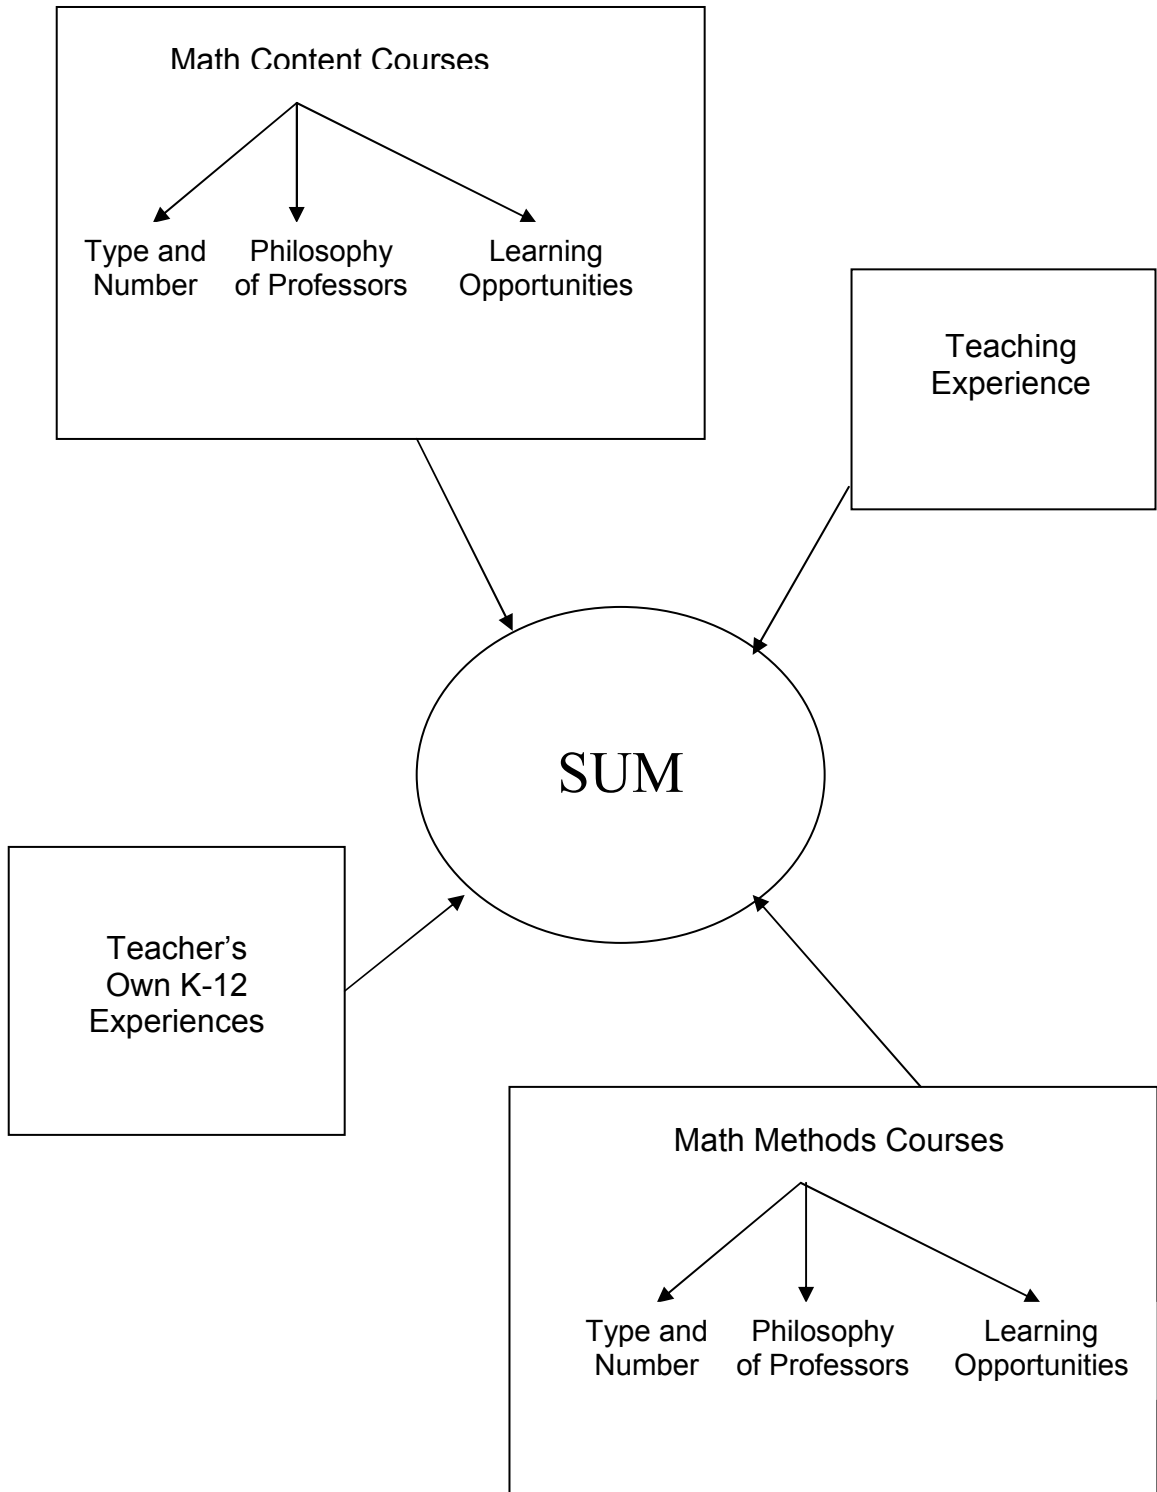 Math Content Courses
Type and
Number
Philosophy
of Professors
Learning
Opportunities
Teaching
Experience
SUM
Teacher's
Own K-12
Experiences
Math Methods Courses
Type and
Number
Philosophy
of Professors
Learning
Opportunities